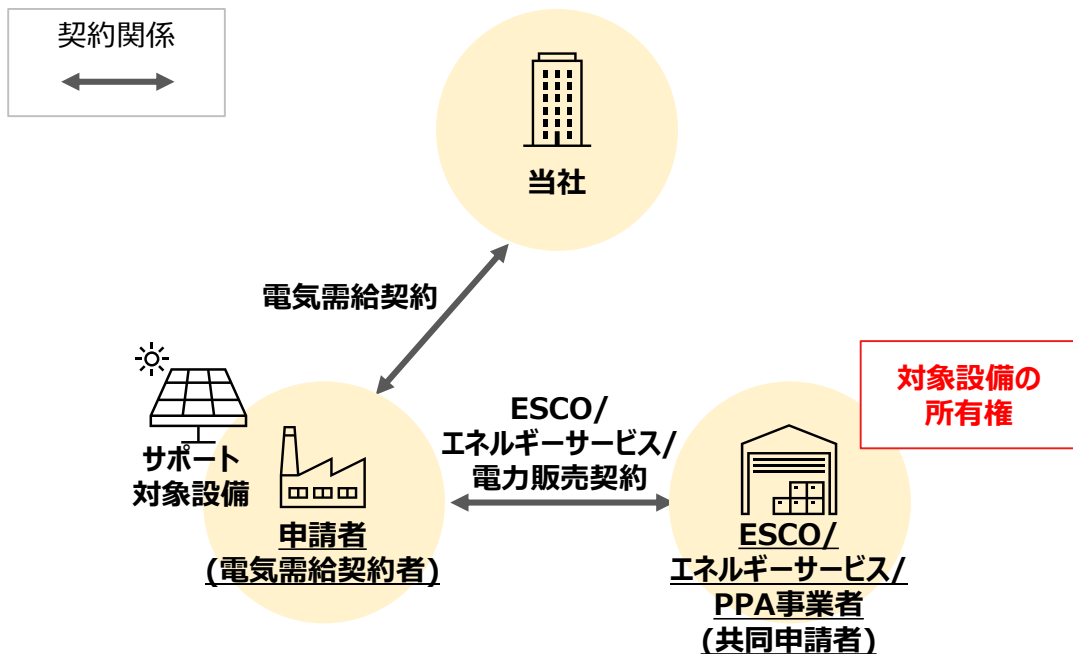 契約関係
当社
電気需給契約
対象設備の
所有権
ESCO/
エネルギーサービス/
電力販売契約
サポート
対象設備
申請者
(電気需給契約者)
ESCO/
エネルギーサービス/
PPA事業者
(共同申請者)